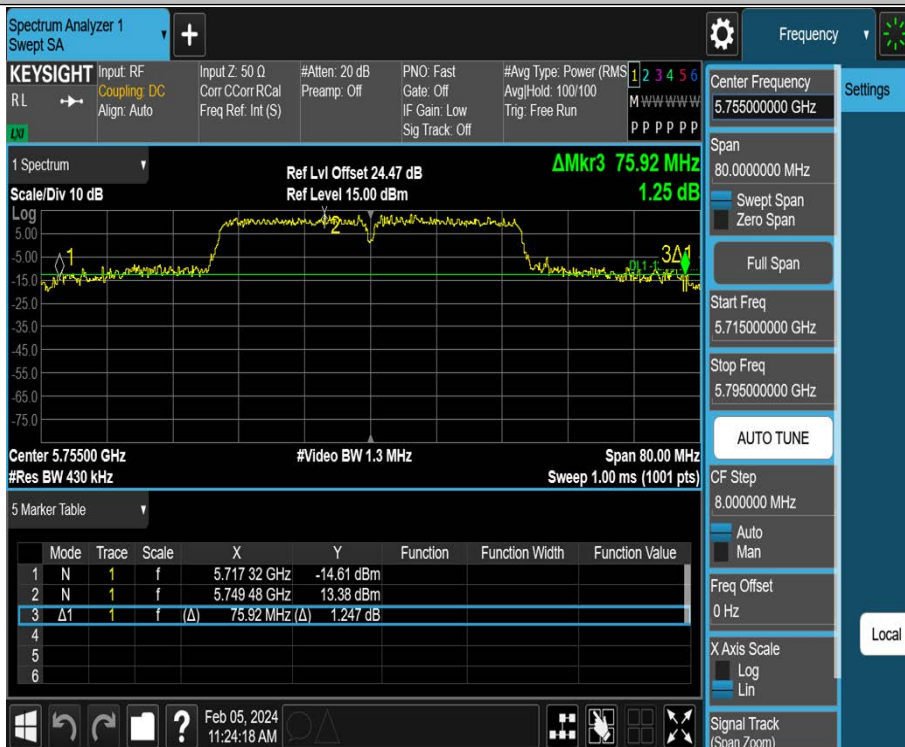 Spectrum Analyzer 1
Swept SA
+
Frequency
KEYSIGHT
RL
LXI
Input: RF
Coupling: DC
Align: Auto
Input Z: 50 Ω
Corr CCorr RCal
Freq Ref: Int (S)
#Atten: 20 dB
Preamp: Off
PNO: Fast
Gate: Off
IF Gain: Low
Sig Track: Off
#Avg Type: Power (RMS
Avg|Hold: 100/100
Trig: Free Run
1 2 3 4 5 6
M W W W W W
P P P P P P
1 Spectrum
Scale/Div 10 dB
Ref Lvl Offset 24.47 dB
Ref Level 15.00 dBm
ΔMkr3 75.92 MHz
1.25 dB
Log
5.00
-5.00
-15.0
-25.0
-35.0
-45.0
-55.0
-65.0
-75.0
1
2
3Δ1
Center 5.75500 GHz
#Video BW 1.3 MHz
Span 80.00 MHz
#Res BW 430 kHz
Sweep 1.00 ms (1001 pts)
5 Marker Table
Mode Trace Scale X Y Function Function Width Function Value
1 N 1 f 5.717 32 GHz -14.61 dBm
2 N 1 f 5.749 48 GHz 13.38 dBm
3 Δ1 1 f (Δ) 75.92 MHz (Δ) 1.247 dB
4
5
6
?
Feb 05, 2024
11:24:18 AM
Center Frequency
5.755000000 GHz
Span
80.0000000 MHz
Swept Span
Zero Span
Full Span
Start Freq
5.715000000 GHz
Stop Freq
5.795000000 GHz
AUTO TUNE
CF Step
8.000000 MHz
Auto
Man
Freq Offset
0 Hz
X Axis Scale
Log
Lin
Signal Track
(Span Zoom)
Settings
Local